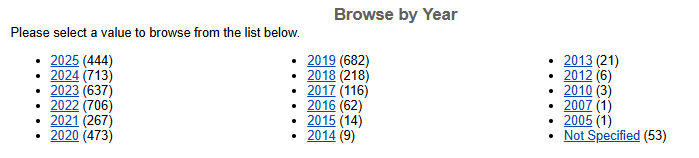 Browse by Year
Please select a value to browse from the list below.
• 2025 (444)
• 2024 (713)
• 2023 (637)
• 2022 (706)
• 2021 (267)
• 2020 (473)
• 2019 (682)
• 2018 (218)
• 2017 (116)
• 2016 (62)
• 2015 (14)
• 2014 (9)
• 2013 (21)
• 2012 (6)
• 2010 (3)
• 2007 (1)
• 2005 (1)
• Not Specified (53)